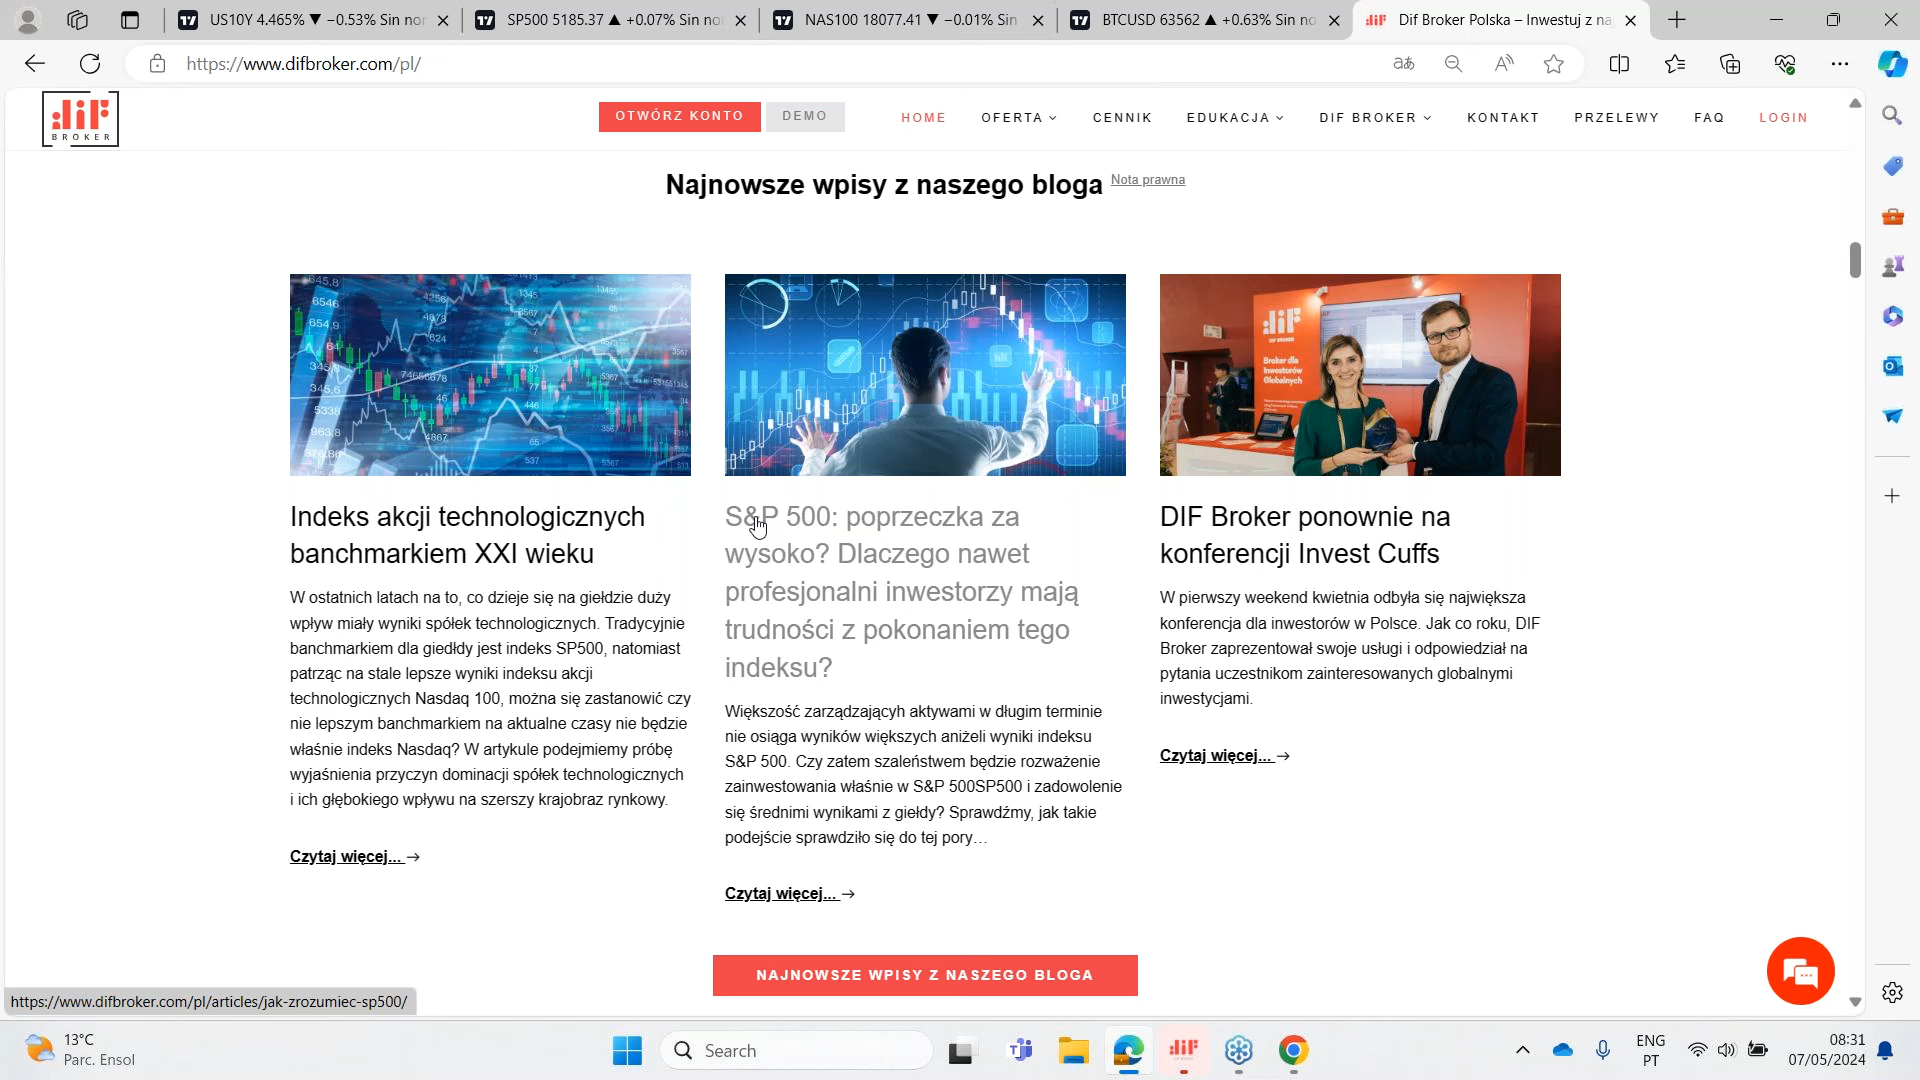 US10Y 4.465% ▼ −0.53% Sin nor
SP500 5185.37 ▲ +0.07% Sin no
NAS100 18077.41 ▼ −0.01% Sin
BTCUSD 63562 ▲ +0.63% Sin no
Dif Broker Polska – Inwestuj z na
https://www.difbroker.com/pl/
BROKER
OTWÓRZ KONTO
DEMO
HOME
OFERTA
CENNIK
EDUKACJA
DIF BROKER
KONTAKT
PRZELEWY
FAQ
LOGIN
Najnowsze wpisy z naszego bloga
Nota prawna
DIF BROKER
Broker dla
Inwestorów
Globalnych
Indeks akcji technologicznych
banchmarkiem XXI wieku
W ostatnich latach na to, co dzieje się na giełdzie duży
wpływ miały wyniki spółek technologicznych. Tradycyjnie
banchmarkiem dla giedłdy jest indeks SP500, natomiast
patrząc na stale lepsze wyniki indeksu akcji
technologicznych Nasdaq 100, można się zastanowić czy
nie lepszym banchmarkiem na aktualne czasy nie będzie
właśnie indeks Nasdaq? W artykule podejmiemy próbę
wyjaśnienia przyczyn dominacji spółek technologicznych
i ich głębokiego wpływu na szerszy krajobraz rynkowy.
Czytaj więcej... →
S&P 500: poprzeczka za
wysoko? Dlaczego nawet
profesjonalni inwestorzy mają
trudności z pokonaniem tego
indeksu?
Większość zarządzającyh aktywami w długim terminie
nie osiąga wyników większych aniżeli wyniki indeksu
S&P 500. Czy zatem szaleństwem będzie rozważenie
zainwestowania właśnie w S&P 500SP500 i zadowolenie
się średnimi wynikami z giełdy? Sprawdźmy, jak takie
podejście sprawdziło się do tej pory…
Czytaj więcej... →
DIF Broker ponownie na
konferencji Invest Cuffs
W pierwszy weekend kwietnia odbyła się największa
konferencja dla inwestorów w Polsce. Jak co roku, DIF
Broker zaprezentował swoje usługi i odpowiedział na
pytania uczestnikom zainteresowanych globalnymi
inwestycjami.
Czytaj więcej... →
NAJNOWSZE WPISY Z NASZEGO BLOGA
https://www.difbroker.com/pl/articles/jak-zrozumiec-sp500/
13°C
Parc. Ensol
Search
ENG
PT
08:31
07/05/2024